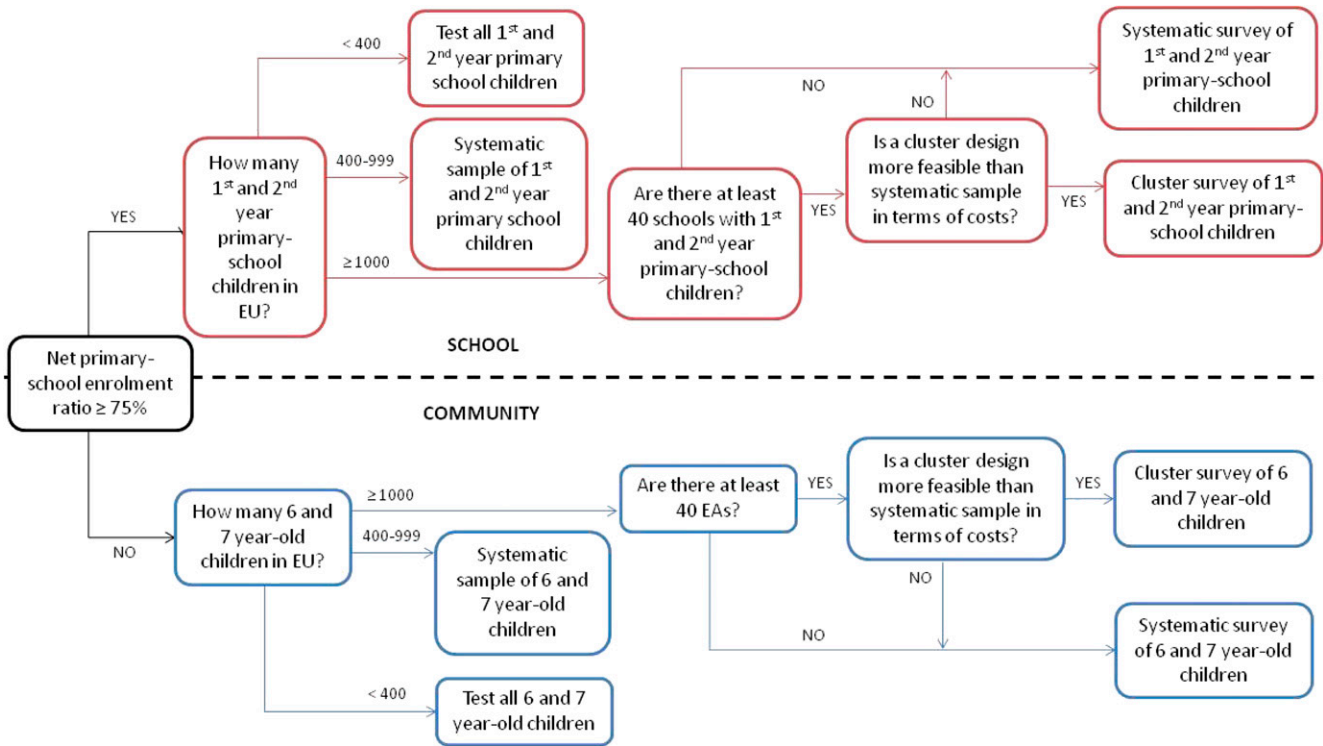 < 400
Test all 1st and
2nd year primary
school children
How many
1st and 2nd
year
primary-
school
children in
EU?
400-999
Systematic
sample of 1st
and 2nd year
primary school
children
≥1000
YES
Are there at least
40 schools with 1st
and 2nd year
primary-school
children?
NO
YES
NO
Is a cluster design
more feasible than
systematic sample
in terms of costs?
YES
Systematic survey of
1st and 2nd year
primary-school
children
Cluster survey of 1st
and 2nd year primary-
school children
SCHOOL
Net primary-
school enrolment
ratio ≥ 75%
COMMUNITY
NO
How many 6 and
7 year-old
children in EU?
≥1000
400-999
Systematic
sample of 6 and
7 year-old
children
< 400
Test all 6 and 7
year-old children
Are there at least
40 EAs?
YES
Is a cluster design
more feasible than
systematic sample in
terms of costs?
YES
Cluster survey of 6
and 7 year-old
children
NO
NO
Systematic survey
of 6 and 7 year-old
children